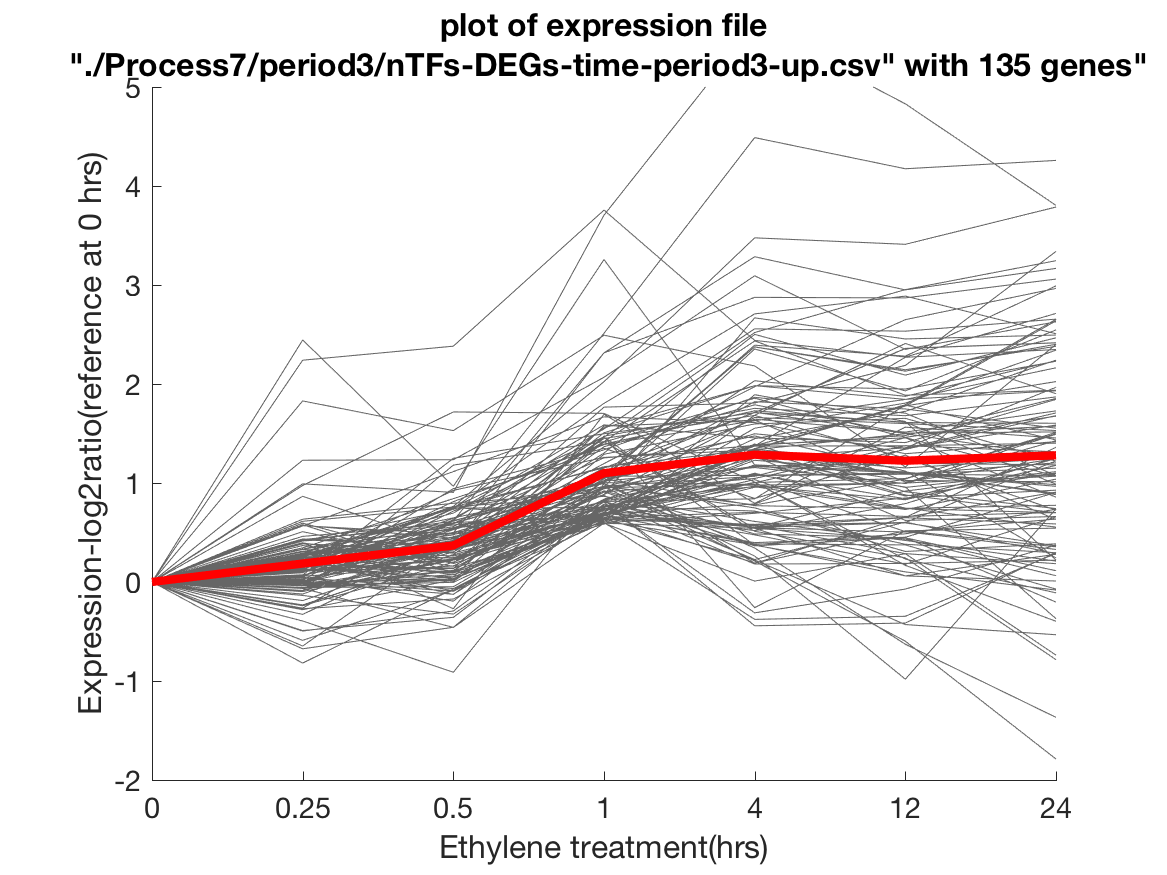 plot of expression file
"./Process7/period3/nTFs-DEGs-time-period3-up.csv" with 135 genes"
5
4
3
2
1
0
-1
-2
Expression-log2ratio(reference at 0 hrs)
0 0.25 0.5 1 4 12 24
Ethylene treatment(hrs)